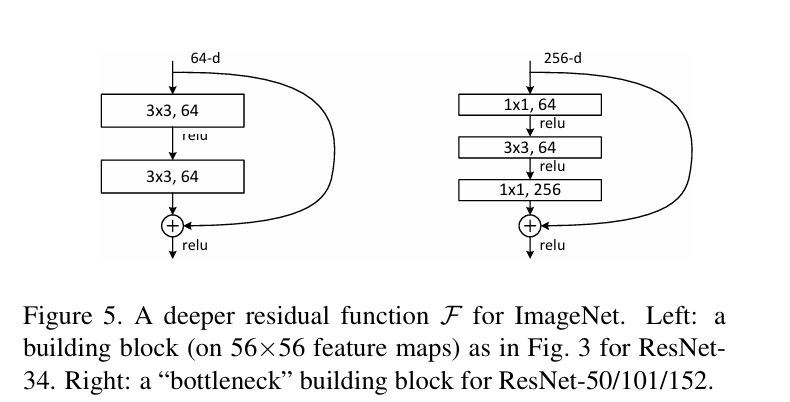 64-d
3x3, 64
relu
3x3, 64
relu
256-d
1x1, 64
relu
3x3, 64
relu
1x1, 256
relu
Figure 5. A deeper residual function F for ImageNet. Left: a
building block (on 56×56 feature maps) as in Fig. 3 for ResNet-
34. Right: a “bottleneck” building block for ResNet-50/101/152.